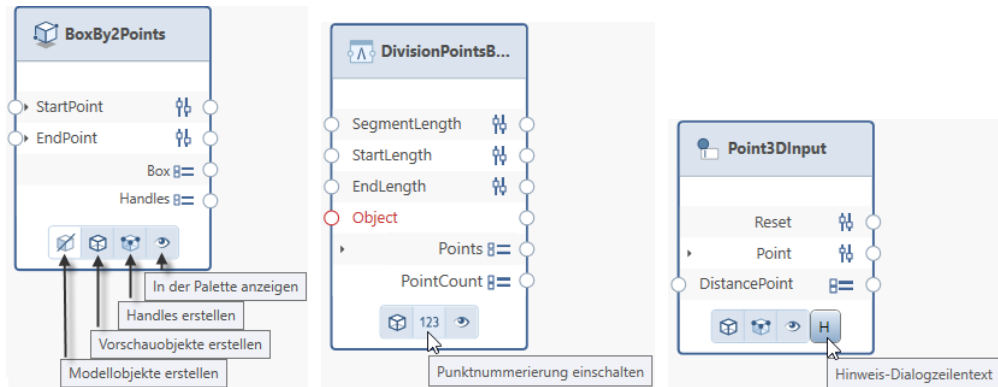 BoxBy2Points
StartPoint
EndPoint
Box
Handles
In der Palette anzeigen
Handles erstellen
Vorschauobjekte erstellen
Modellobjekte erstellen
DivisionPointsB...
SegmentLength
StartLength
EndLength
Object
Points
PointCount
123
Punktnummerierung einschalten
Point3DInput
Reset
Point
DistancePoint
H
Hinweis-Dialogzeilentext